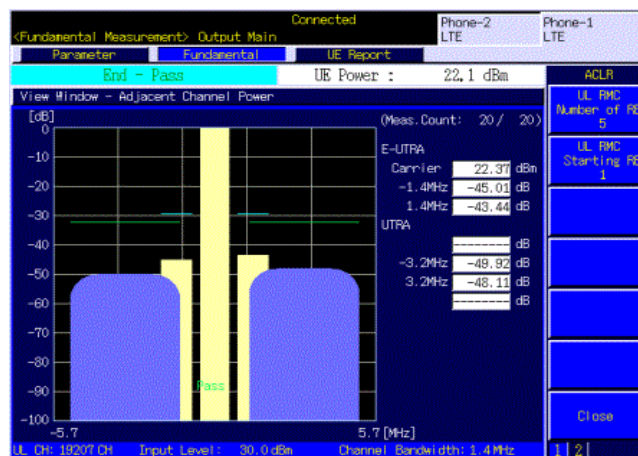 Connected
Phone-2
LTE
Phone-1
LTE
<Fundamental Measurement> Output Main
Parameter
Fundamental
UE Report
End - Pass
UE Power :
22.1 dBm
ACLR
View Window - Adjacent Channel Power
UL RMC
Number of RB
5
UL RMC
Starting RB
1
Close
1 2
[dB]
(Meas.Count: 20/ 20)
0
-10
-20
-30
-40
-50
-60
-70
-80
-90
-100
E-UTRA
Carrier 22.37 dBm
-1.4MHz -45.01 dB
1.4MHz -43.44 dB
UTRA
------- dB
-3.2MHz -49.92 dB
3.2MHz -48.11 dB
------- dB
Pass
-5.7
5.7[MHz]
UL CH: 19207 CH Input Level: 30.0 dBm Channel Bandwidth: 1.4 MHz